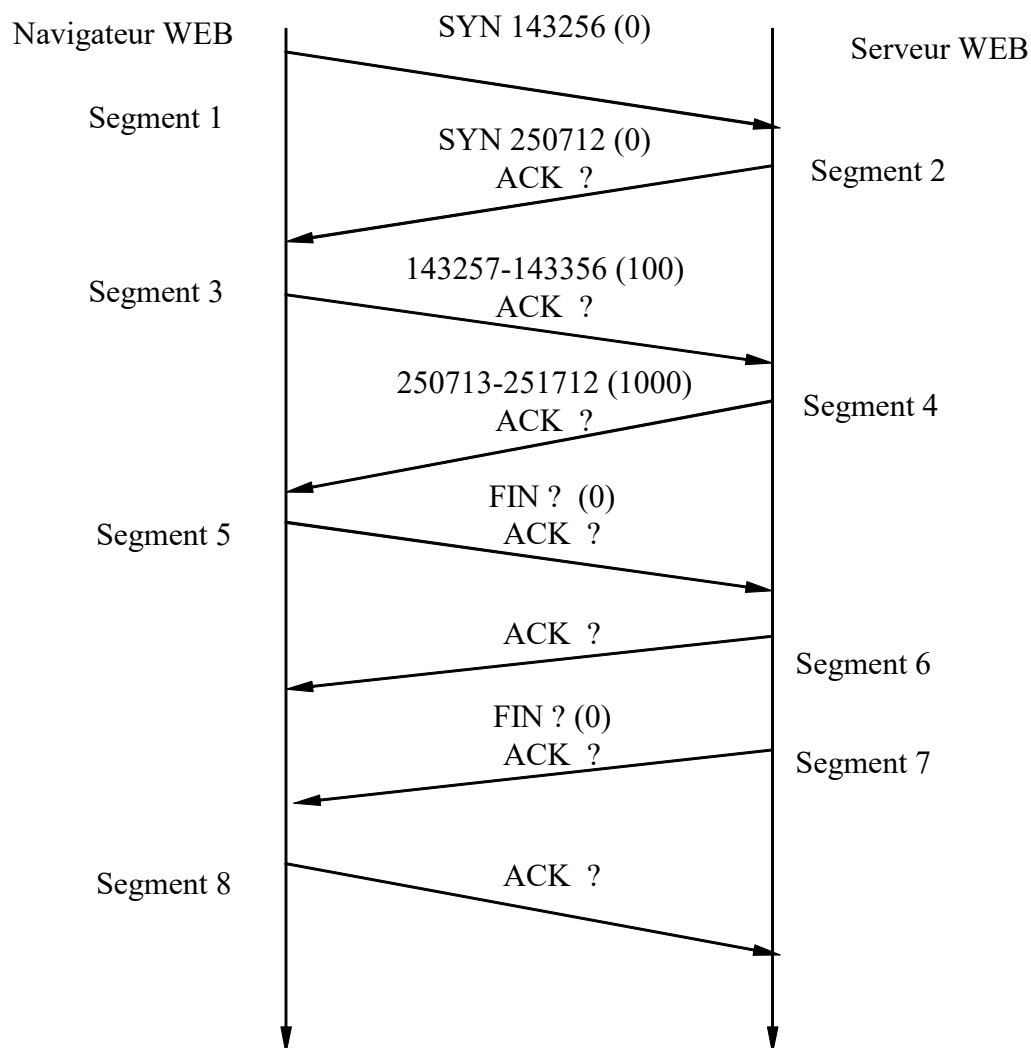 Navigateur WEB
SYN 143256 (0)
Serveur WEB
Segment 1
SYN 250712 (0)
ACK ?
Segment 2
143257-143356 (100)
ACK ?
Segment 3
250713-251712 (1000)
ACK ?
Segment 4
FIN ? (0)
ACK ?
Segment 5
ACK ?
Segment 6
FIN ? (0)
ACK ?
Segment 7
ACK ?
Segment 8